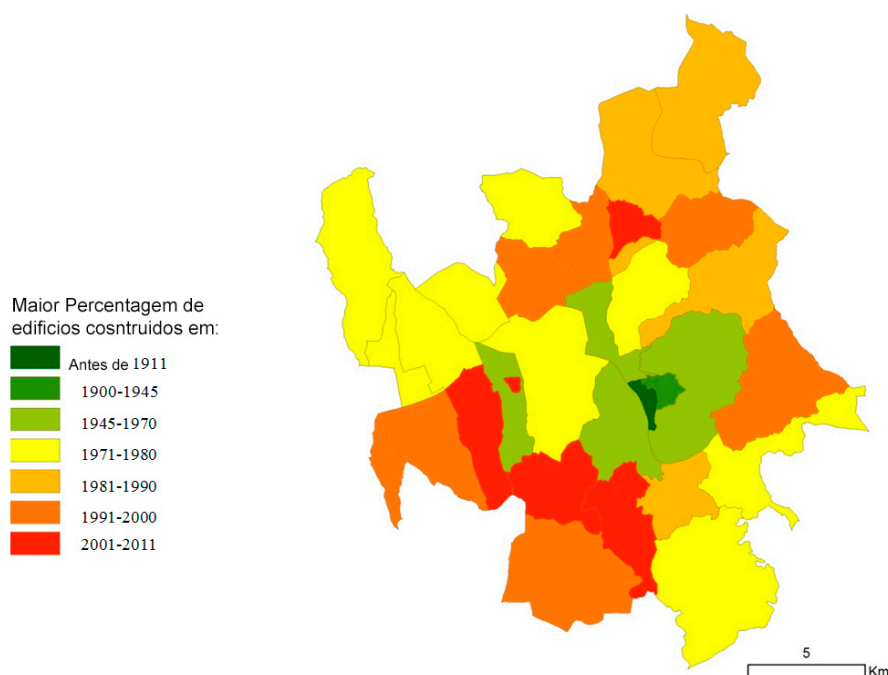 Maior Percentagem de
edificios cosntruidos em:
Antes de 1911
1900-1945
1945-1970
1971-1980
1981-1990
1991-2000
2001-2011
5
Km